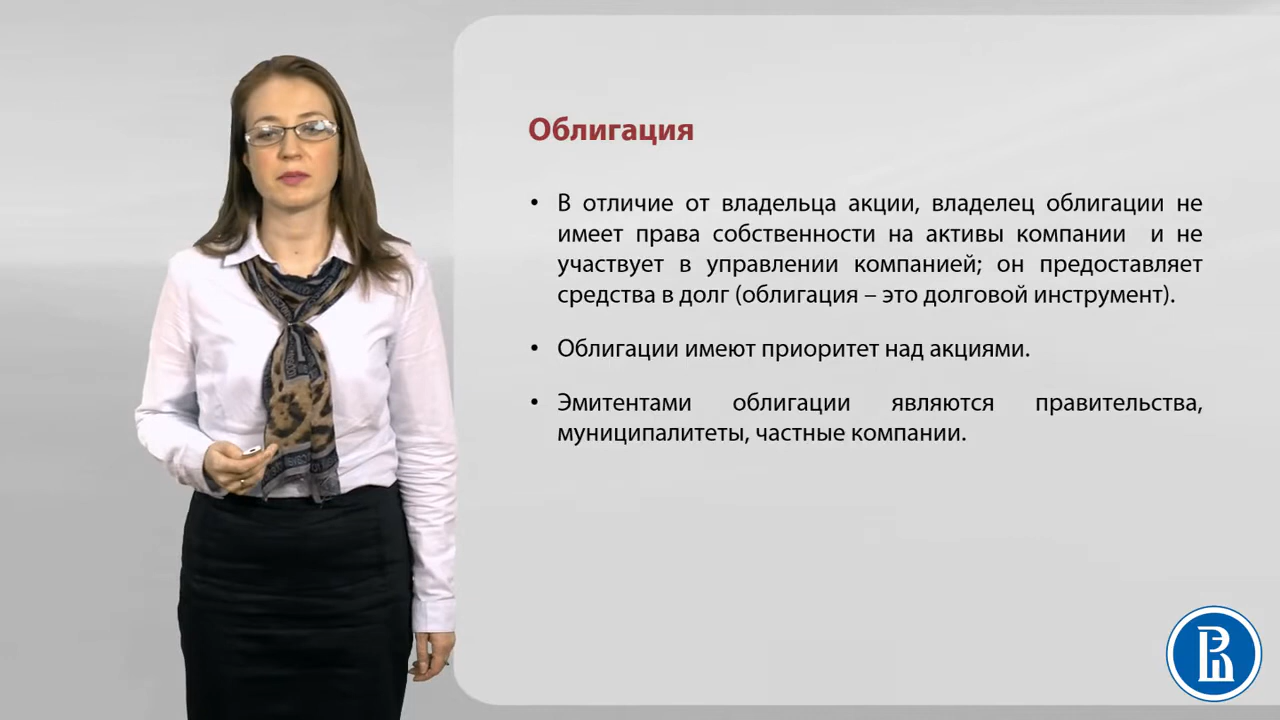 Облигация
• В отличие от владельца акции, владелец облигации не
имеет права собственности на активы компании и не
участвует в управлении компанией; он предоставляет
средства в долг (облигация – это долговой инструмент).
• Облигации имеют приоритет над акциями.
• Эмитентами облигации являются правительства,
муниципалитеты, частные компании.